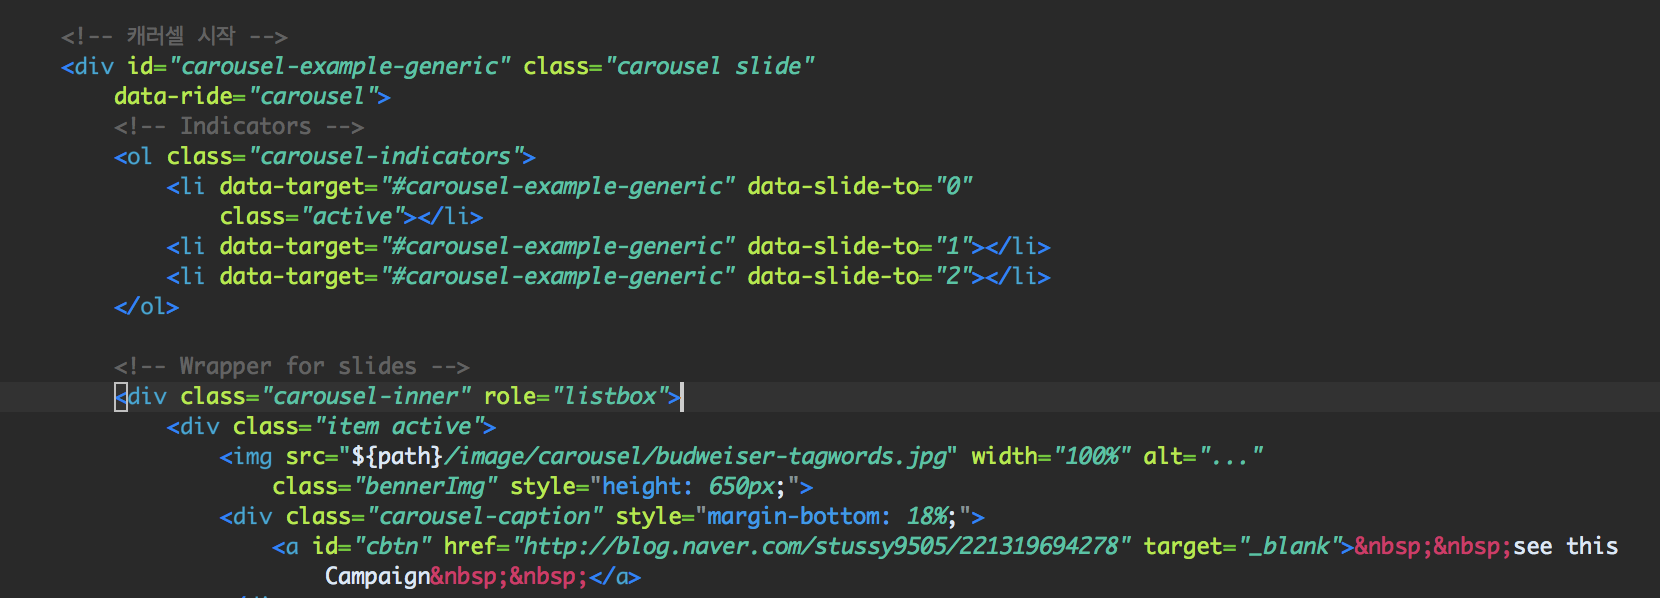 <!-- 캐러셀 시작 -->
<div id="carousel-example-generic" class="carousel slide"
data-ride="carousel">
<!-- Indicators -->
<ol class="carousel-indicators">
<li data-target="#carousel-example-generic" data-slide-to="0"
class="active"></li>
<li data-target="#carousel-example-generic" data-slide-to="1"></li>
<li data-target="#carousel-example-generic" data-slide-to="2"></li>
</ol>
<!-- Wrapper for slides -->
<div class="carousel-inner" role="listbox">
<div class="item active">
<img src="${path}/image/carousel/budweiser-tagwords.jpg" width="100%" alt="..."
class="bennerImg" style="height: 650px;">
<div class="carousel-caption" style="margin-bottom: 18%;">
<a id="cbtn" href="http://blog.naver.com/stussy9505/221319694278" target="_blank">&nbsp;&nbsp;see this
Campaign&nbsp;&nbsp;</a>